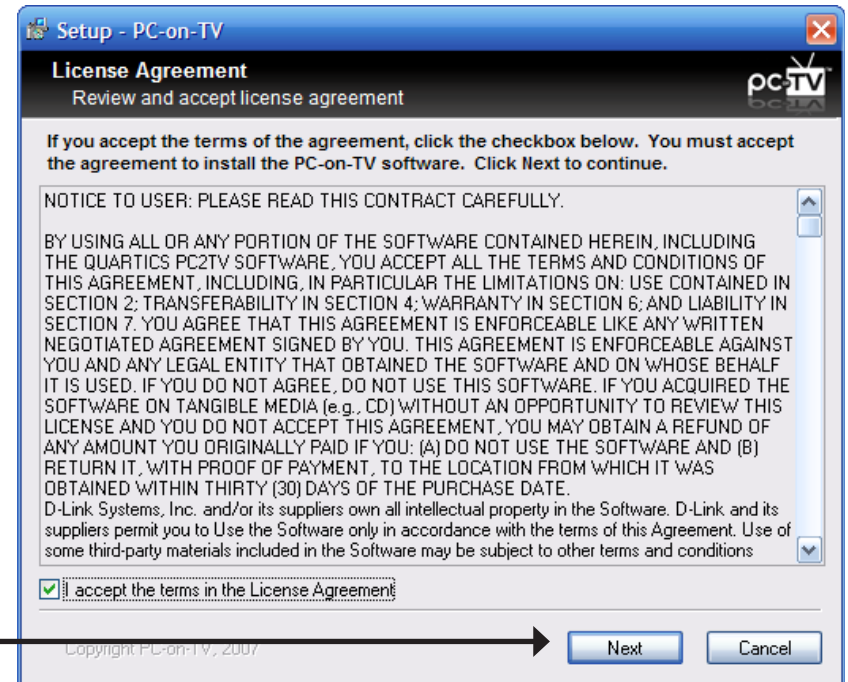 Setup - PC-on-TV
License Agreement
Review and accept license agreement
pc-TV
If you accept the terms of the agreement, click the checkbox below. You must accept
the agreement to install the PC-on-TV software. Click Next to continue.
NOTICE TO USER: PLEASE READ THIS CONTRACT CAREFULLY.
BY USING ALL OR ANY PORTION OF THE SOFTWARE CONTAINED HEREIN, INCLUDING
THE QUARTICS PC2TV SOFTWARE, YOU ACCEPT ALL THE TERMS AND CONDITIONS OF
THIS AGREEMENT, INCLUDING, IN PARTICULAR THE LIMITATIONS ON: USE CONTAINED IN
SECTION 2; TRANSFERABILITY IN SECTION 4; WARRANTY IN SECTION 6; AND LIABILITY IN
SECTION 7. YOU AGREE THAT THIS AGREEMENT IS ENFORCEABLE LIKE ANY WRITTEN
NEGOTIATED AGREEMENT SIGNED BY YOU. THIS AGREEMENT IS ENFORCEABLE AGAINST
YOU AND ANY LEGAL ENTITY THAT OBTAINED THE SOFTWARE AND ON WHOSE BEHALF
IT IS USED. IF YOU DO NOT AGREE, DO NOT USE THIS SOFTWARE. IF YOU ACQUIRED THE
SOFTWARE ON TANGIBLE MEDIA (e.g., CD) WITHOUT AN OPPORTUNITY TO REVIEW THIS
LICENSE AND YOU DO NOT ACCEPT THIS AGREEMENT, YOU MAY OBTAIN A REFUND OF
ANY AMOUNT YOU ORIGINALLY PAID IF YOU: (A) DO NOT USE THE SOFTWARE AND (B)
RETURN IT, WITH PROOF OF PAYMENT, TO THE LOCATION FROM WHICH IT WAS
OBTAINED WITHIN THIRTY (30) DAYS OF THE PURCHASE DATE.
D-Link Systems, Inc. and/or its suppliers own all intellectual property in the Software. D-Link and its
suppliers permit you to Use the Software only in accordance with the terms of this Agreement. Use of
some third-party materials included in the Software may be subject to other terms and conditions
I accept the terms in the License Agreement
Copyright PC-on-TV, 2007
Next
Cancel